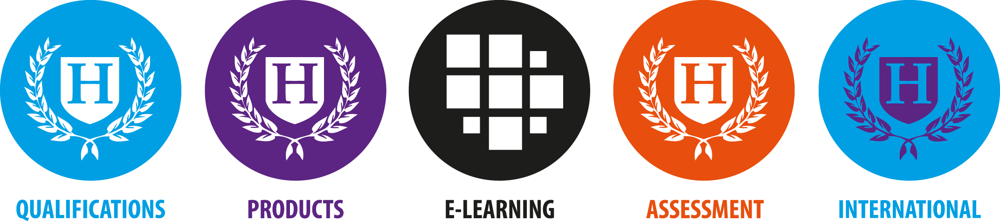 H
H
H
H
QUALIFICATIONS
PRODUCTS
E-LEARNING
ASSESSMENT
INTERNATIONAL